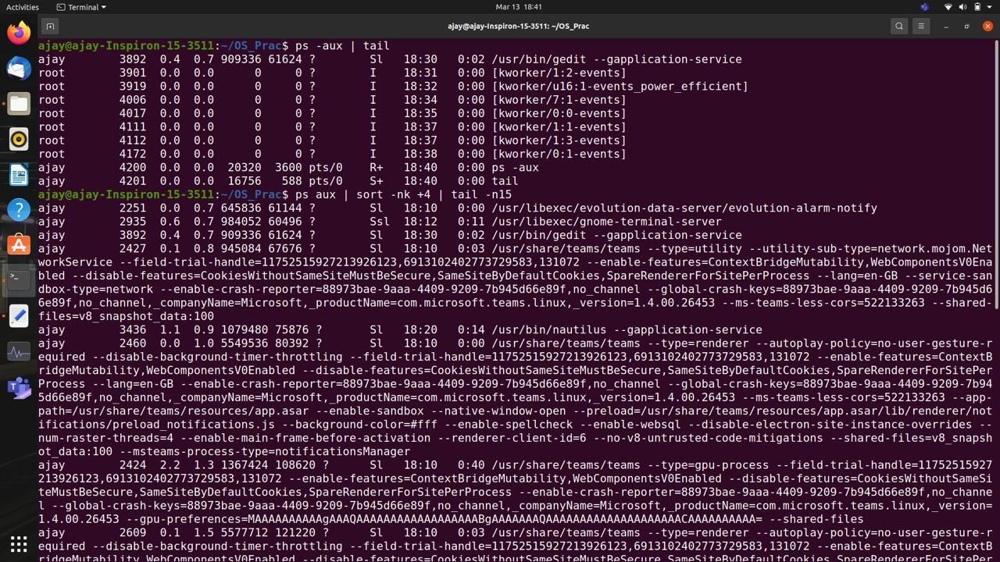 Activities
Terminal
Mar 13 18:41
ajay@ajay-Inspiron-15-3511: ~/OS_Prac
ajay@ajay-Inspiron-15-3511:~/OS_Prac$ ps -aux | tail
ajay 3892 0.4 0.7 909336 61624 ? Sl 18:30 0:02 /usr/bin/gedit --gapplication-service
root 3901 0.0 0.0 0 0 ? I 18:31 0:00 [kworker/1:2-events]
root 3919 0.0 0.0 0 0 ? I 18:32 0:00 [kworker/u16:1-events_power_efficient]
root 4006 0.0 0.0 0 0 ? I 18:34 0:00 [kworker/7:1-events]
root 4017 0.0 0.0 0 0 ? I 18:35 0:00 [kworker/0:0-events]
root 4111 0.0 0.0 0 0 ? I 18:37 0:00 [kworker/1:1-events]
root 4112 0.0 0.0 0 0 ? I 18:37 0:00 [kworker/1:3-events]
root 4172 0.0 0.0 0 0 ? I 18:38 0:00 [kworker/0:1-events]
ajay 4200 0.0 0.0 20320 3600 pts/0 R+ 18:40 0:00 ps -aux
ajay 4201 0.0 0.0 16756 588 pts/0 S+ 18:40 0:00 tail
ajay@ajay-Inspiron-15-3511:~/OS_Prac$ ps aux | sort -nk +4 | tail -n15
ajay 2251 0.0 0.7 645836 61144 ? Sl 18:10 0:00 /usr/libexec/evolution-data-server/evolution-alarm-notify
ajay 2935 0.6 0.7 984052 60496 ? Ssl 18:12 0:11 /usr/libexec/gnome-terminal-server
ajay 3892 0.4 0.7 909336 61624 ? Sl 18:30 0:02 /usr/bin/gedit --gapplication-service
ajay 2427 0.1 0.8 945084 67676 ? Sl 18:10 0:03 /usr/share/teams/teams --type=utility --utility-sub-type=network.mojom.Net
workService --field-trial-handle=11752515927213926123,6913102402773729583,131072 --enable-features=ContextBridgeMutability,WebComponentsV0Ena
bled --disable-features=CookiesWithoutSameSiteMustBeSecure,SameSiteByDefaultCookies,SpareRendererForSitePerProcess --lang=en-GB --service-san
dbox-type=network --enable-crash-reporter=88973bae-9aaa-4409-9209-7b945d66e89f,no_channel --global-crash-keys=88973bae-9aaa-4409-9209-7b945d6
6e89f,no_channel,_companyName=Microsoft,_productName=com.microsoft.teams.linux,_version=1.4.00.26453 --ms-teams-less-cors=522133263 --shared-
files=v8_snapshot_data:100
ajay 3436 1.1 0.9 1079480 75876 ? Sl 18:20 0:14 /usr/bin/nautilus --gapplication-service
ajay 2460 0.0 1.0 5549536 80392 ? Sl 18:10 0:00 /usr/share/teams/teams --type=renderer --autoplay-policy=no-user-gesture-r
equired --disable-background-timer-throttling --field-trial-handle=11752515927213926123,6913102402773729583,131072 --enable-features=ContextB
ridgeMutability,WebComponentsV0Enabled --disable-features=CookiesWithoutSameSiteMustBeSecure,SameSiteByDefaultCookies,SpareRendererForSitePer
Process --lang=en-GB --enable-crash-reporter=88973bae-9aaa-4409-9209-7b945d66e89f,no_channel --global-crash-keys=88973bae-9aaa-4409-9209-7b94
5d66e89f,no_channel,_companyName=Microsoft,_productName=com.microsoft.teams.linux,_version=1.4.00.26453 --ms-teams-less-cors=522133263 --app-
path=/usr/share/teams/resources/app.asar --enable-sandbox --native-window-open --preload=/usr/share/teams/resources/app.asar/lib/renderer/not
ifications/preload_notifications.js --background-color=#fff --enable-spellcheck --enable-websql --disable-electron-site-instance-overrides --
num-raster-threads=4 --enable-main-frame-before-activation --renderer-client-id=6 --no-v8-untrusted-code-mitigations --shared-files=v8_snapsh
ot_data:100 --msteams-process-type=notificationsManager
ajay 2424 2.2 1.3 1367424 108620 ? Sl 18:10 0:40 /usr/share/teams/teams --type=gpu-process --field-trial-handle=11752515927
213926123,6913102402773729583,131072 --enable-features=ContextBridgeMutability,WebComponentsV0Enabled --disable-features=CookiesWithoutSameSi
teMustBeSecure,SameSiteByDefaultCookies,SpareRendererForSitePerProcess --enable-crash-reporter=88973bae-9aaa-4409-9209-7b945d66e89f,no_channe
l --global-crash-keys=88973bae-9aaa-4409-9209-7b945d66e89f,no_channel,_companyName=Microsoft,_productName=com.microsoft.teams.linux,_version=
1.4.00.26453 --gpu-preferences=MAAAAAAAAAAgAAAQAAAAAAAAAAAAAAAAAABgAAAAAAAQAAAAAAAAAAAAAAAAAAACAAAAAAAAAA= --shared-files
ajay 2609 0.1 1.5 5577712 121220 ? Sl 18:10 0:03 /usr/share/teams/teams --type=renderer --autoplay-policy=no-user-gesture-r
equired --disable-background-timer-throttling --field-trial-handle=11752515927213926123,6913102402773729583,131072 --enable-features=ContextB
ridgeMutability,WebComponentsV0Enabled --disable-features=CookiesWithoutSameSiteMustBeSecure,SameSiteByDefaultCookies,SpareRendererForSitePer